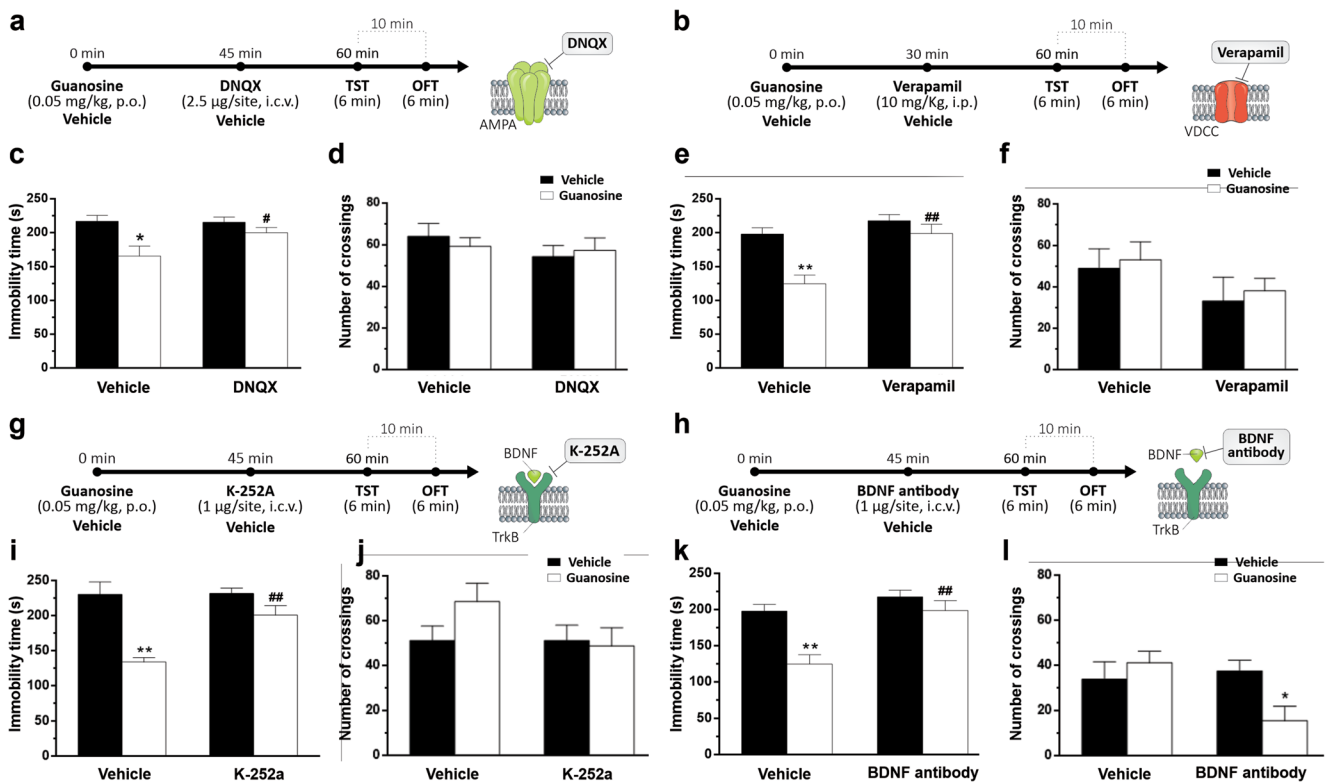 a
0 min
45 min
60 min
10 min
Guanosine
(0.05 mg/kg, p.o.)
Vehicle
DNQX
(2.5 µg/site, i.c.v.)
Vehicle
TST
(6 min)
OFT
(6 min)
DNQX
AMPA
b
0 min
30 min
60 min
10 min
Guanosine
(0.05 mg/kg, p.o.)
Vehicle
Verapamil
(10 mg/Kg, i.p.)
Vehicle
TST
(6 min)
OFT
(6 min)
Verapamil
VDCC
c
Immobility time (s)
250
200
150
100
50
0
*
#
Vehicle
DNQX
d
Vehicle
Guanosine
Number of crossings
80
60
40
20
0
Vehicle
DNQX
e
Immobility time (s)
250
200
150
100
50
0
**
##
Vehicle
Verapamil
f
Vehicle
Guanosine
Number of crossings
80
60
40
20
0
Vehicle
Verapamil
g
0 min
45 min
60 min
10 min
Guanosine
(0.05 mg/kg, p.o.)
Vehicle
K-252A
(1 µg/site, i.c.v.)
Vehicle
TST
(6 min)
OFT
(6 min)
BDNF
K-252A
TrkB
h
0 min
45 min
60 min
10 min
Guanosine
(0.05 mg/kg, p.o.)
Vehicle
BDNF antibody
(1 µg/site, i.c.v.)
Vehicle
TST
(6 min)
OFT
(6 min)
BDNF
BDNF
antibody
TrkB
i
Immobility time (s)
250
200
150
100
50
0
**
##
Vehicle
K-252a
j
Vehicle
Guanosine
Number of crossings
80
60
40
20
0
Vehicle
K-252a
k
Immobility time (s)
250
200
150
100
50
0
**
##
Vehicle
BDNF antibody
l
Vehicle
Guanosine
Number of crossings
80
60
40
20
0
*
Vehicle
BDNF antibody